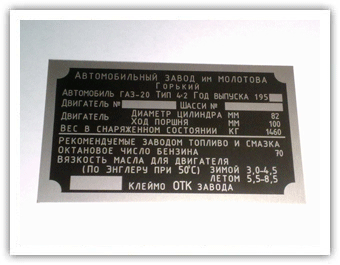 Автомобильный завод им Молотова
Горький
Автомобиль ГАЗ-20 Тип 4-2 Год выпуска 195
Двигатель № Шасси №
Двигатель Диаметр цилиндра мм 82
Ход поршня мм 100
Вес в снаряженном состоянии кг 1460
Рекомендуемые заводом топливо и смазка
Октановое число бензина 70
Вязкость масла для двигателя
(по Энглеру при 50°С) зимой 3,0-4,5
летом 5,5-8,5
Клеймо ОТК завода